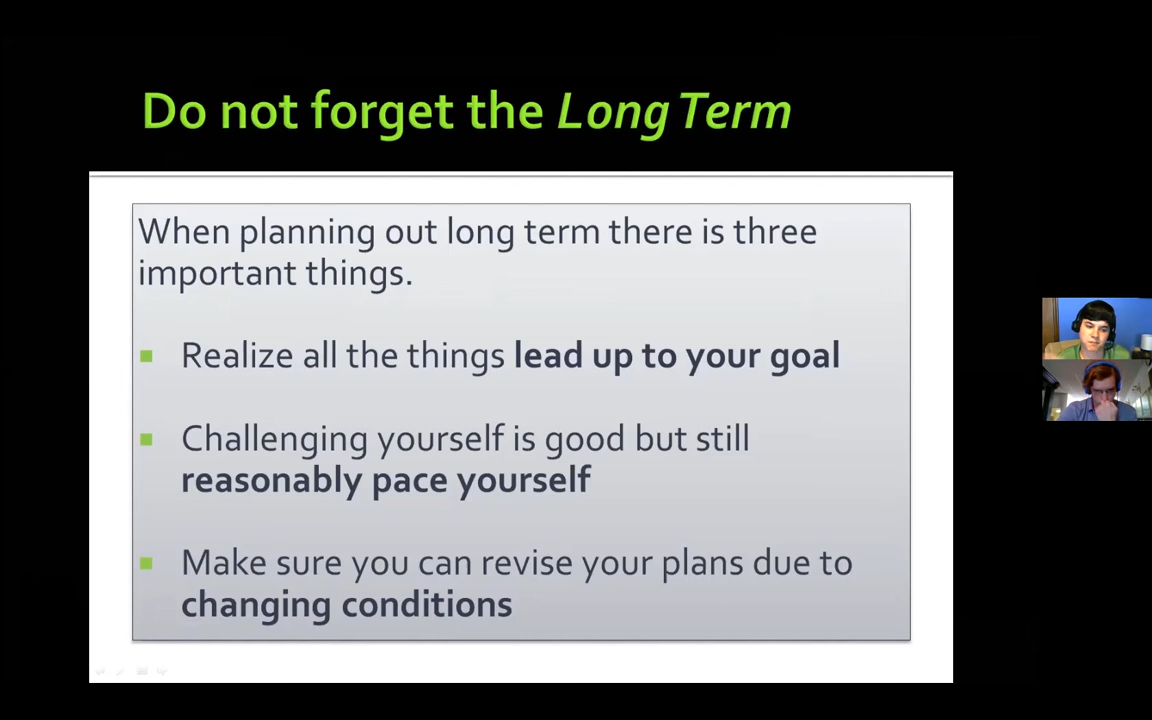 Do not forget the Long Term
When planning out long term there is three
important things.
Realize all the things lead up to your goal
Challenging yourself is good but still
reasonably pace yourself
Make sure you can revise your plans due to
changing conditions